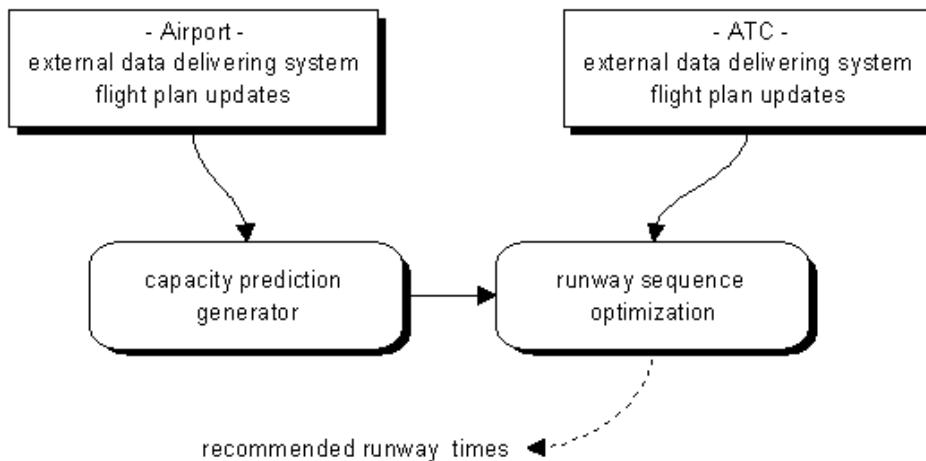 - Airport -
external data delivering system
flight plan updates
- ATC -
external data delivering system
flight plan updates
capacity prediction
generator
runway sequence
optimization
recommended runway times